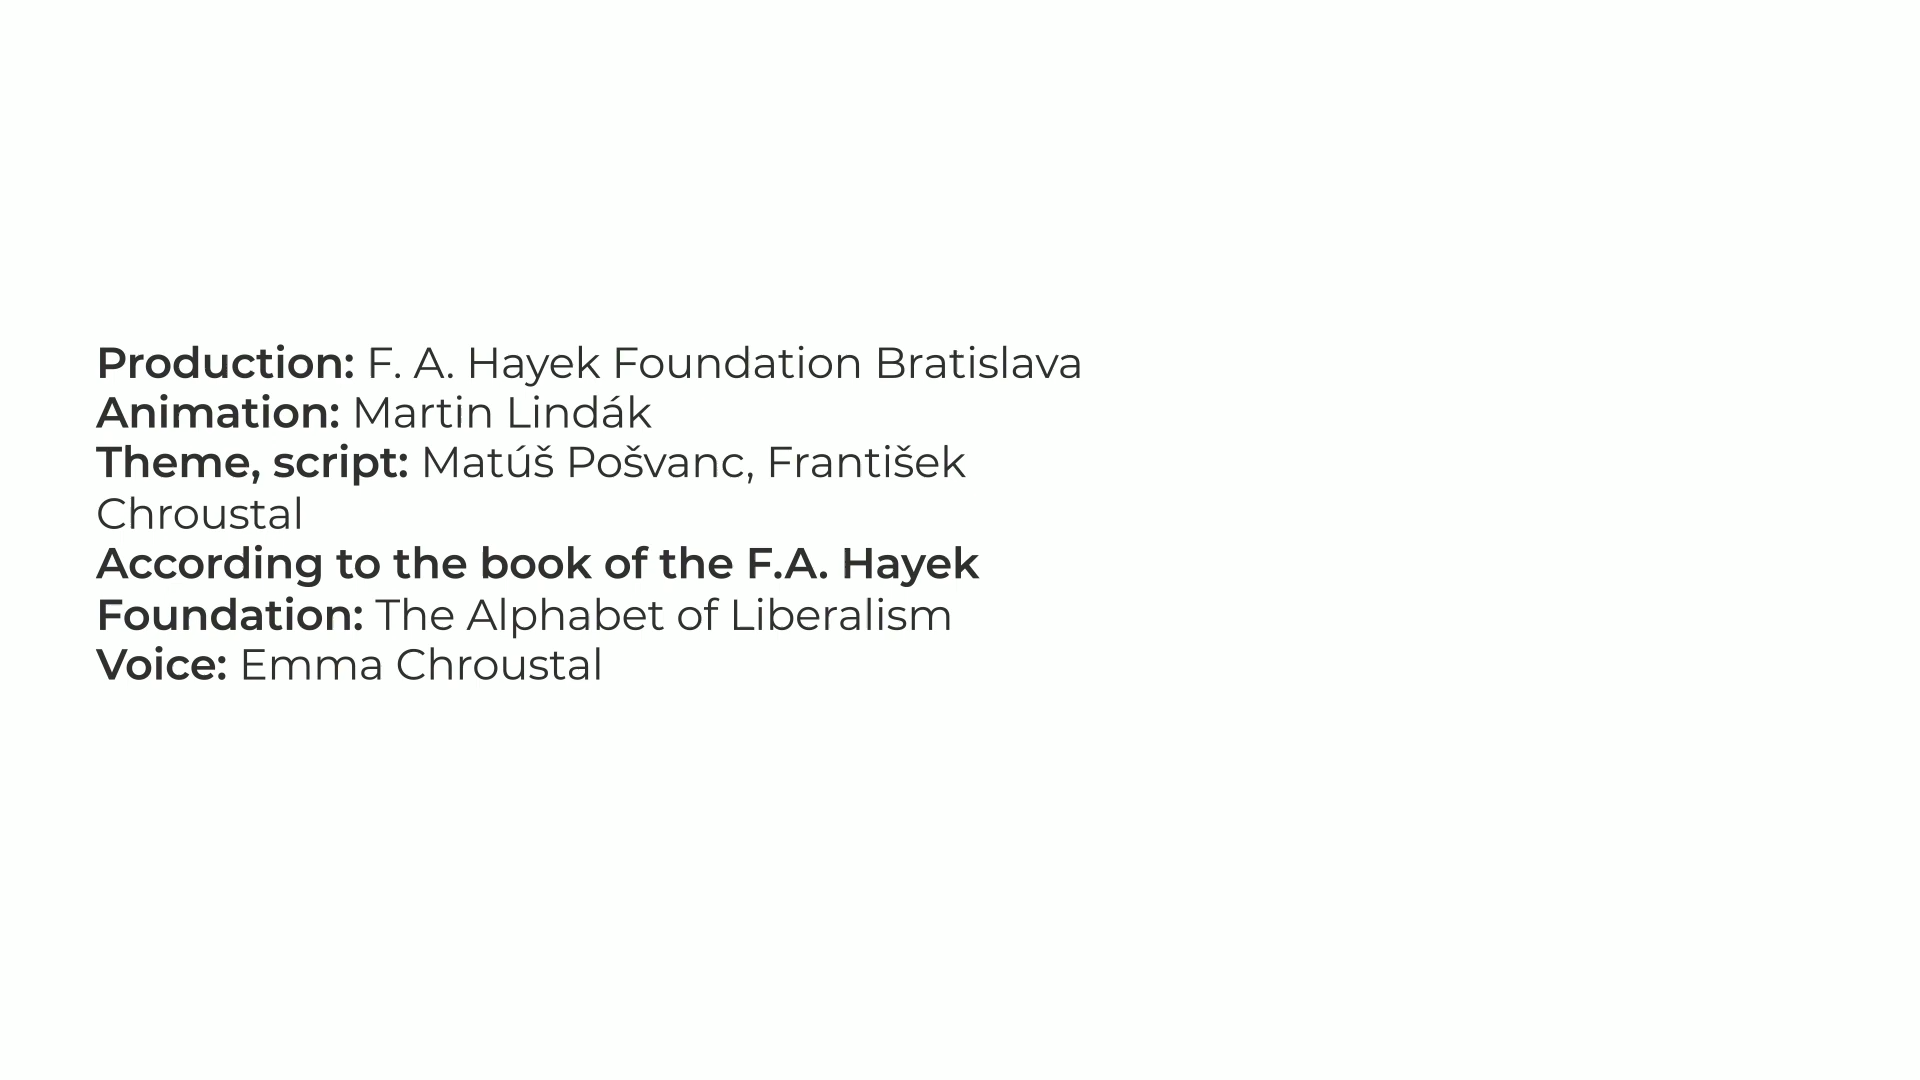 Production: F. A. Hayek Foundation Bratislava
Animation: Martin Lindák
Theme, script: Matúš Pošvanc, František
Chroustal
According to the book of the F.A. Hayek
Foundation: The Alphabet of Liberalism
Voice: Emma Chroustal